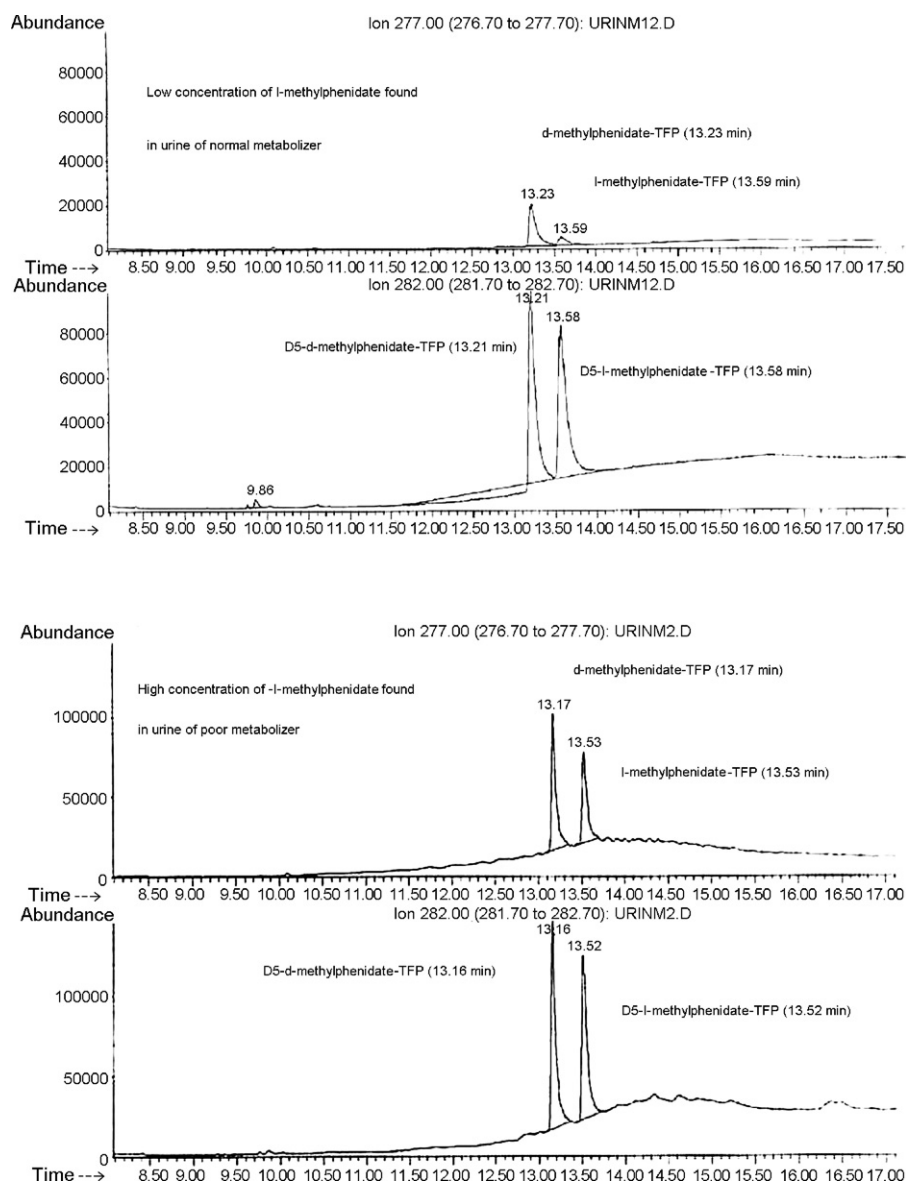 Abundance
Ion 277.00 (276.70 to 277.70): URINM12.D
80000
Low concentration of l-methylphenidate found
60000
d-methylphenidate-TFP (13.23 min)
in urine of normal metabolizer
40000
l-methylphenidate-TFP (13.59 min)
13.23
20000
13.59
0
8.50 9.00 9.50 10.00 10.50 11.00 11.50 12.00 12.50 13.00 13.50 14.00 14.50 15.00 15.50 16.00 16.50 17.00 17.50
Time --->
Abundance
Ion 282.00 (281.70 to 282.70): URINM12.D
13.21
13.58
80000
D5-d-methylphenidate-TFP (13.21 min)
D5-l-methylphenidate -TFP (13.58 min)
60000
40000
20000
9.86
0
8.50 9.00 9.50 10.00 10.50 11.00 11.50 12.00 12.50 13.00 13.50 14.00 14.50 15.00 15.50 16.00 16.50 17.00 17.50
Time --->
Abundance
Ion 277.00 (276.70 to 277.70): URINM2.D
d-methylphenidate-TFP (13.17 min)
High concentration of -l-methylphenidate found
100000
13.17
in urine of poor metabolizer
13.53
l-methylphenidate-TFP (13.53 min)
50000
0
8.50 9.00 9.50 10.00 10.50 11.00 11.50 12.00 12.50 13.00 13.50 14.00 14.50 15.00 15.50 16.00 16.50 17.00
Time --->
Abundance
Ion 282.00 (281.70 to 282.70): URINM2.D
13.16
13.52
D5-d-methylphenidate-TFP (13.16 min)
100000
D5-l-methylphenidate-TFP (13.52 min)
50000
0
8.50 9.00 9.50 10.00 10.50 11.00 11.50 12.00 12.50 13.00 13.50 14.00 14.50 15.00 15.50 16.00 16.50 17.00
Time --->